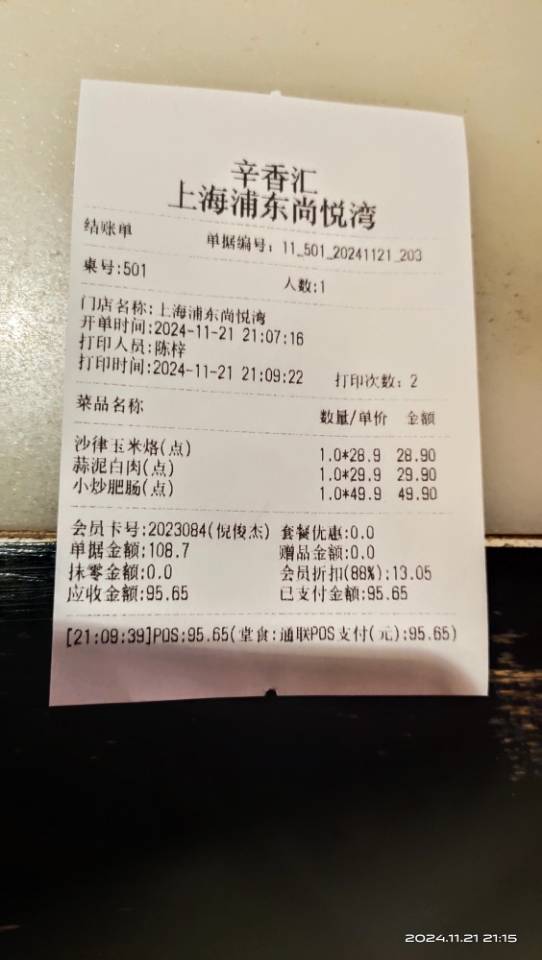 辛香汇
上海浦东尚悦湾
结账单 单据编号: 11_501_20241121_203
桌号:501 人数:1
门店名称:上海浦东尚悦湾
开单时间:2024-11-21 21:07:16
打印人员:陈梓
打印时间:2024-11-21 21:09:22 打印次数: 2
菜品名称 数量/单价 金额
沙律玉米烙(点) 1.0*28.9 28.90
蒜泥白肉(点) 1.0*29.9 29.90
小炒肥肠(点) 1.0*49.9 49.90
会员卡号:2023084(倪俊杰) 套餐优惠:0.0
单据金额:108.7 赠品金额:0.0
抹零金额:0.0 会员折扣(88%):13.05
应收金额:95.65 已支付金额:95.65
[21:09:39]POS:95.65(堂食:通联POS支付(元):95.65)
2024.11.21 21:15